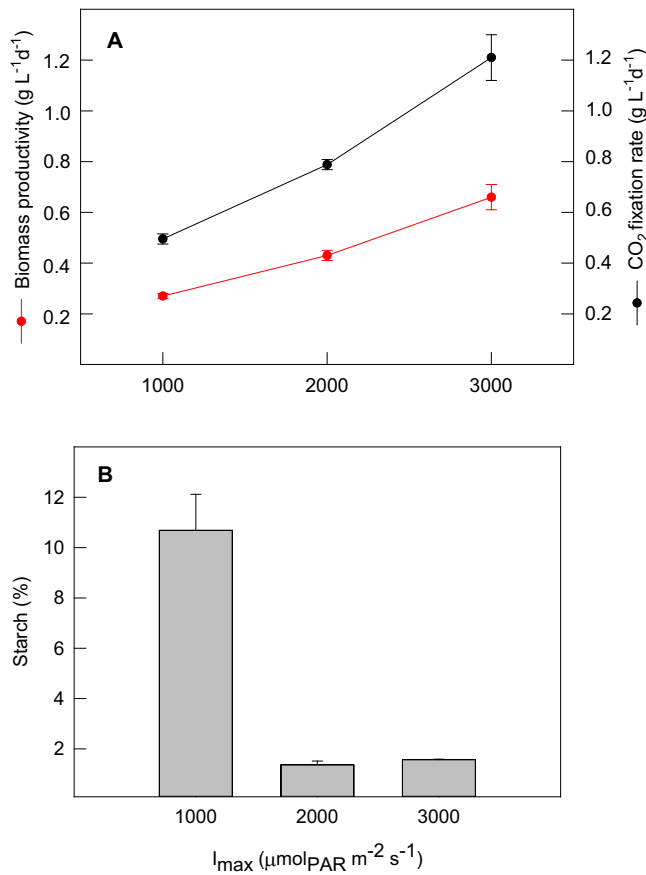 A
Biomass productivity (g L⁻¹d⁻¹)
1.2
1.0
0.8
0.6
0.4
0.2
1.2
1.0
0.8
0.6
0.4
0.2
CO₂ fixation rate (g L⁻¹d⁻¹)
1000 2000 3000
B
Starch (%)
12
10
8
6
4
2
1000 2000 3000
Imax (μmolPAR m⁻² s⁻¹)